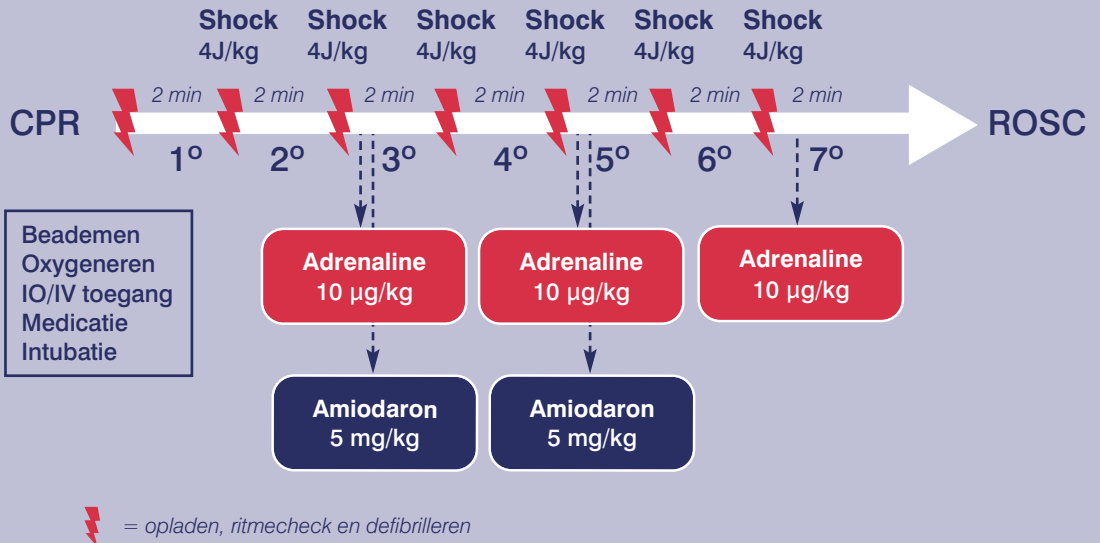 Shock Shock Shock Shock Shock Shock
4J/kg 4J/kg 4J/kg 4J/kg 4J/kg 4J/kg
2 min 2 min 2 min 2 min 2 min 2 min 2 min
CPR ROSC
1º 2º 3º 4º 5º 6º 7º
Beademen
Oxygeneren
IO/IV toegang
Medicatie
Intubatie
Adrenaline
10 µg/kg
Adrenaline
10 µg/kg
Adrenaline
10 µg/kg
Amiodaron
5 mg/kg
Amiodaron
5 mg/kg
= opladen, ritmecheck en defibrilleren